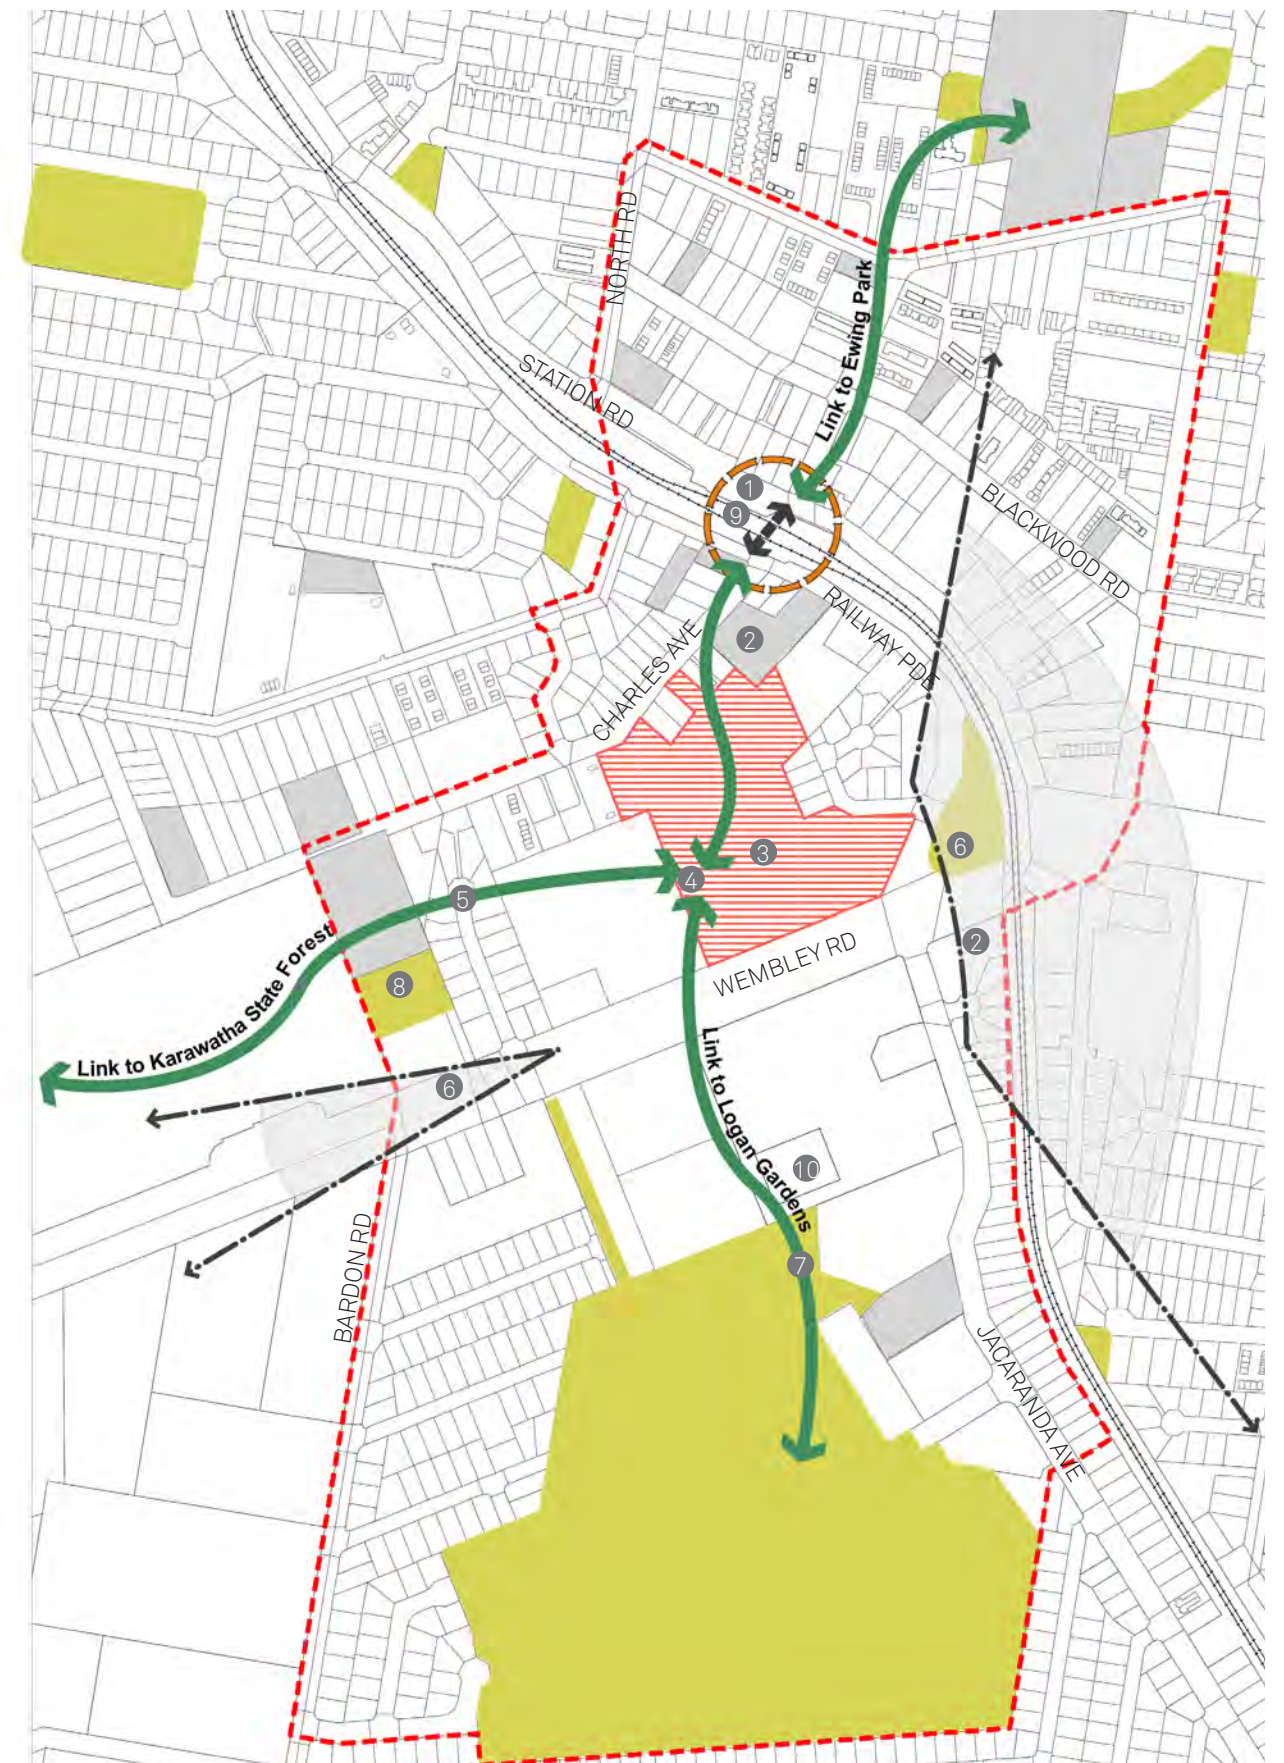 NORTH RD
Link to Ewing Park
STATION RD
1
9
BLACKWOOD RD
RAILWAY PDE
2
CHARLES AVE
6
3
4
5
2
WEMBLEY RD
Link to Karawatha State Forest
8
6
Link to Logan Gardens
10
BARDON RD
7
JACARANDA AVE